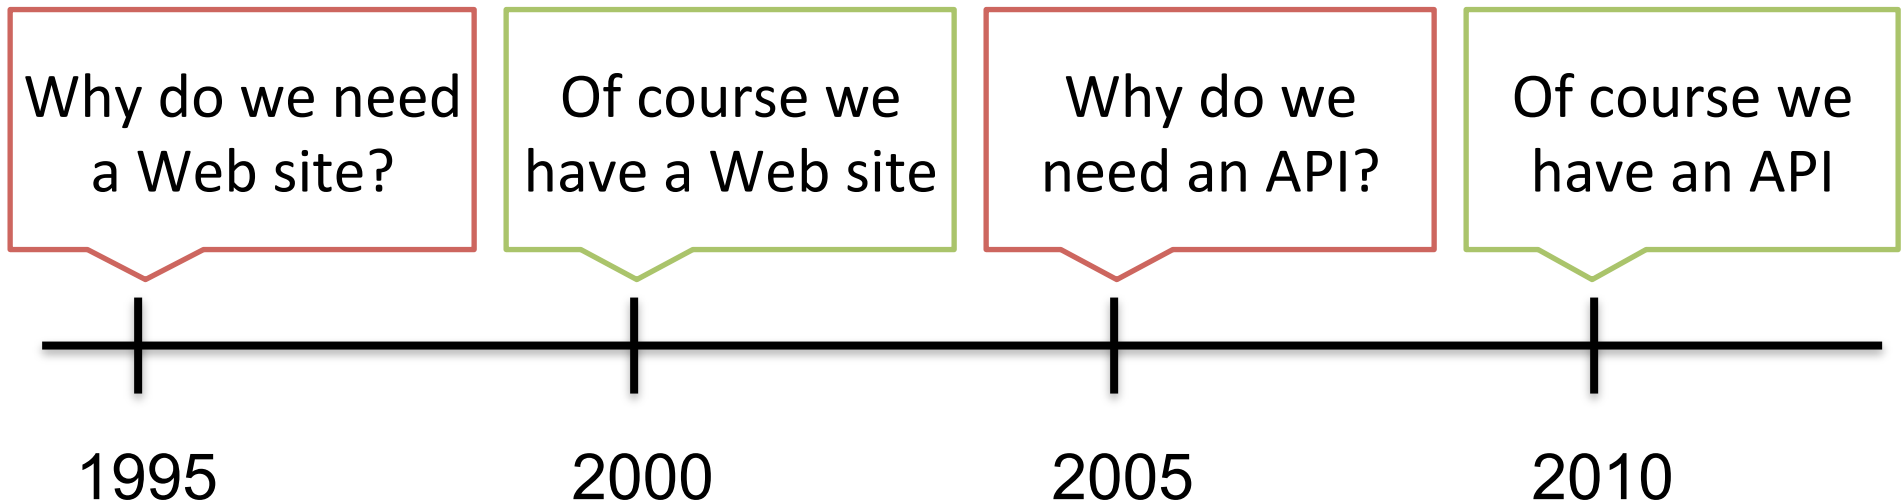 Why do we need
a Web site?
Of course we
have a Web site
Why do we
need an API?
Of course we
have an API
1995
2000
2005
2010